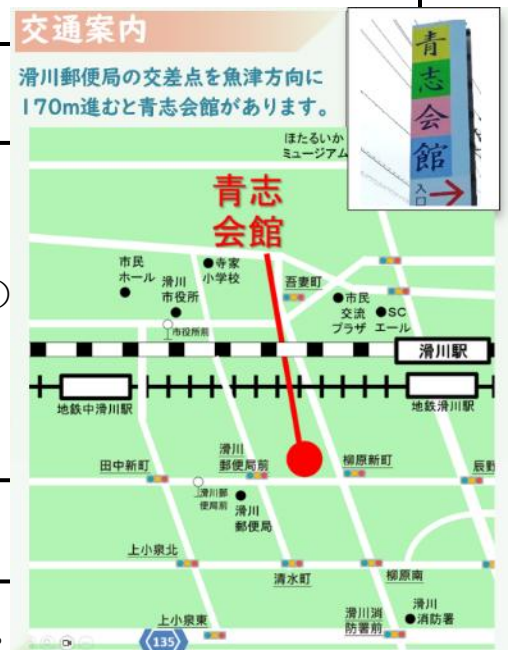 交通案内
滑川郵便局の交差点を魚津方向に
170m進むと青志会館があります。
青
志
会
館
入口
ほたるいか
ミュージアム
青志
会館
市民
ホール
滑川
市役所
寺家
小学校
吾妻町
市民
交流
プラザ
SC
エール
市役所前
滑川駅
地鉄中滑川駅
地鉄滑川駅
田中新町
滑川
郵便局前
柳原新町
辰野
滑川郵
便局前
滑川
郵便局
上小泉北
清水町
柳原南
上小泉東
135
滑川消
防署前
滑川
消防署